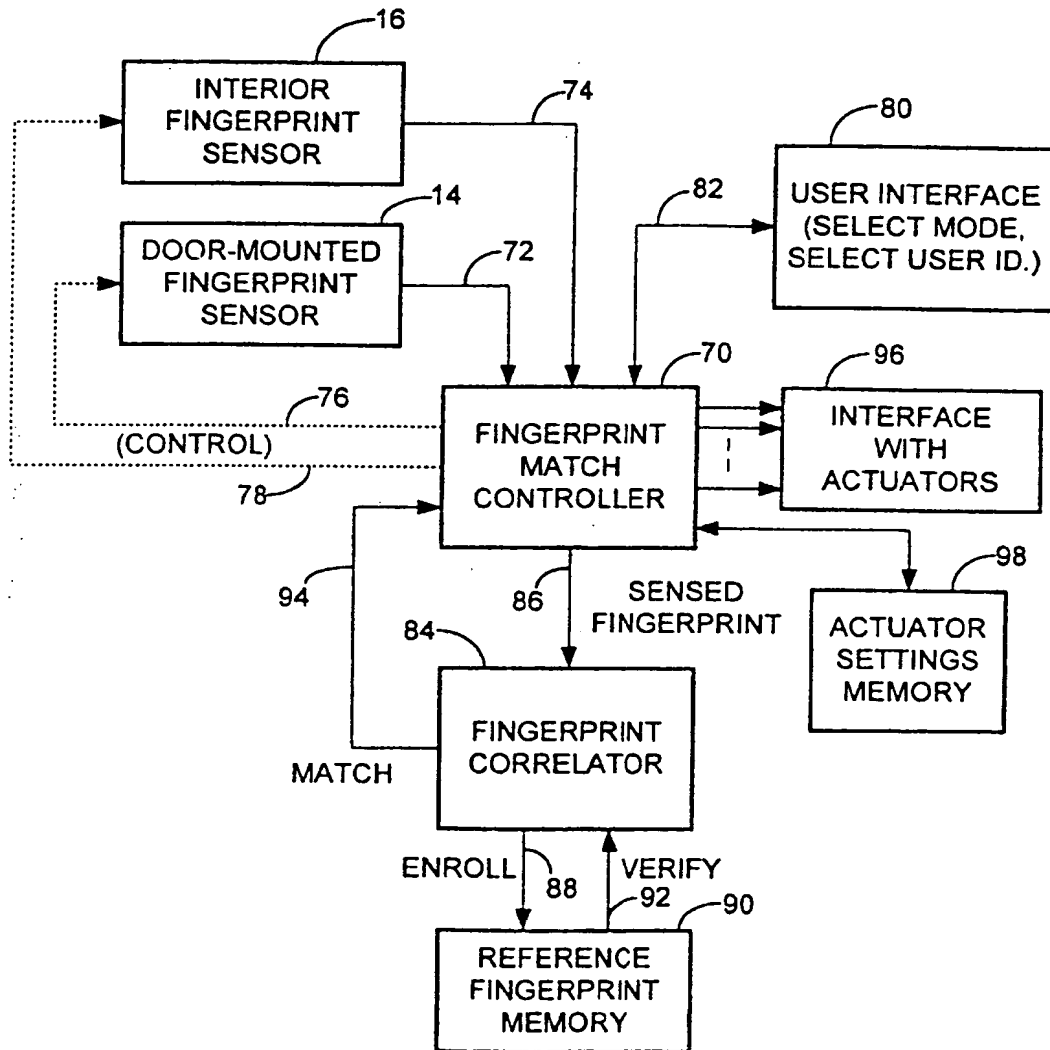 16
INTERIOR
FINGERPRINT
SENSOR
74
80
USER INTERFACE
(SELECT MODE,
SELECT USER ID.)
82
14
DOOR-MOUNTED
FINGERPRINT
SENSOR
72
70
96
INTERFACE
WITH
ACTUATORS
76
(CONTROL)
78
FINGERPRINT
MATCH
CONTROLLER
94
86
SENSED
FINGERPRINT
98
ACTUATOR
SETTINGS
MEMORY
84
FINGERPRINT
CORRELATOR
MATCH
ENROLL
88
VERIFY
92
90
REFERENCE
FINGERPRINT
MEMORY